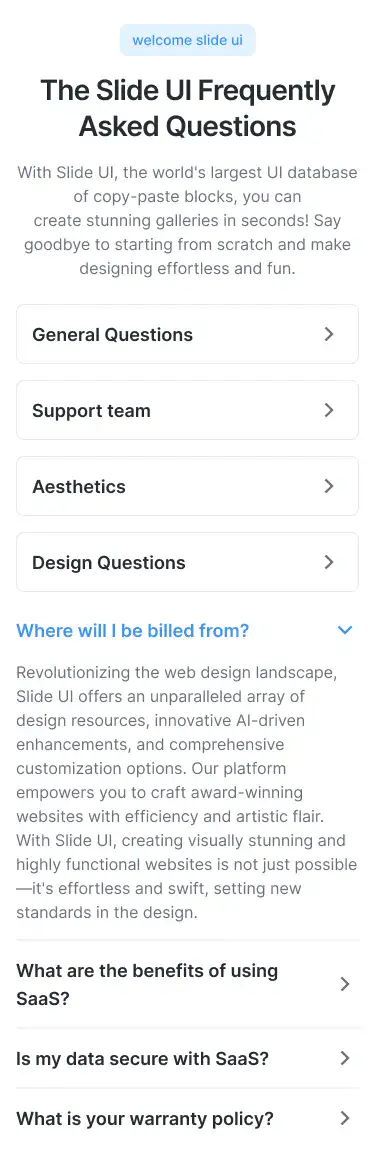 welcome slide ui
The Slide UI Frequently
Asked Questions
With Slide UI, the world's largest UI database
of copy-paste blocks, you can
create stunning galleries in seconds! Say
goodbye to starting from scratch and make
designing effortless and fun.
General Questions
Support team
Aesthetics
Design Questions
Where will I be billed from?
Revolutionizing the web design landscape,
Slide UI offers an unparalleled array of
design resources, innovative AI-driven
enhancements, and comprehensive
customization options. Our platform
empowers you to craft award-winning
websites with efficiency and artistic flair.
With Slide UI, creating visually stunning and
highly functional websites is not just possible
—it's effortless and swift, setting new
standards in the design.
What are the benefits of using
SaaS?
Is my data secure with SaaS?
What is your warranty policy?